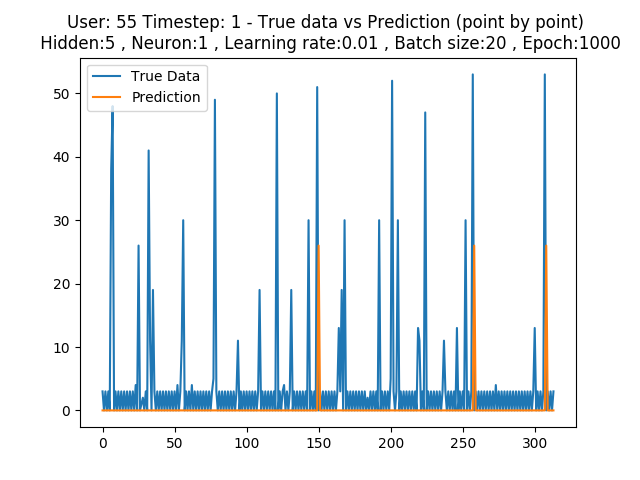 User: 55 Timestep: 1 - True data vs Prediction (point by point)
Hidden:5 , Neuron:1 , Learning rate:0.01 , Batch size:20 , Epoch:1000
True Data
Prediction
50
40
30
20
10
0
0 50 100 150 200 250 300